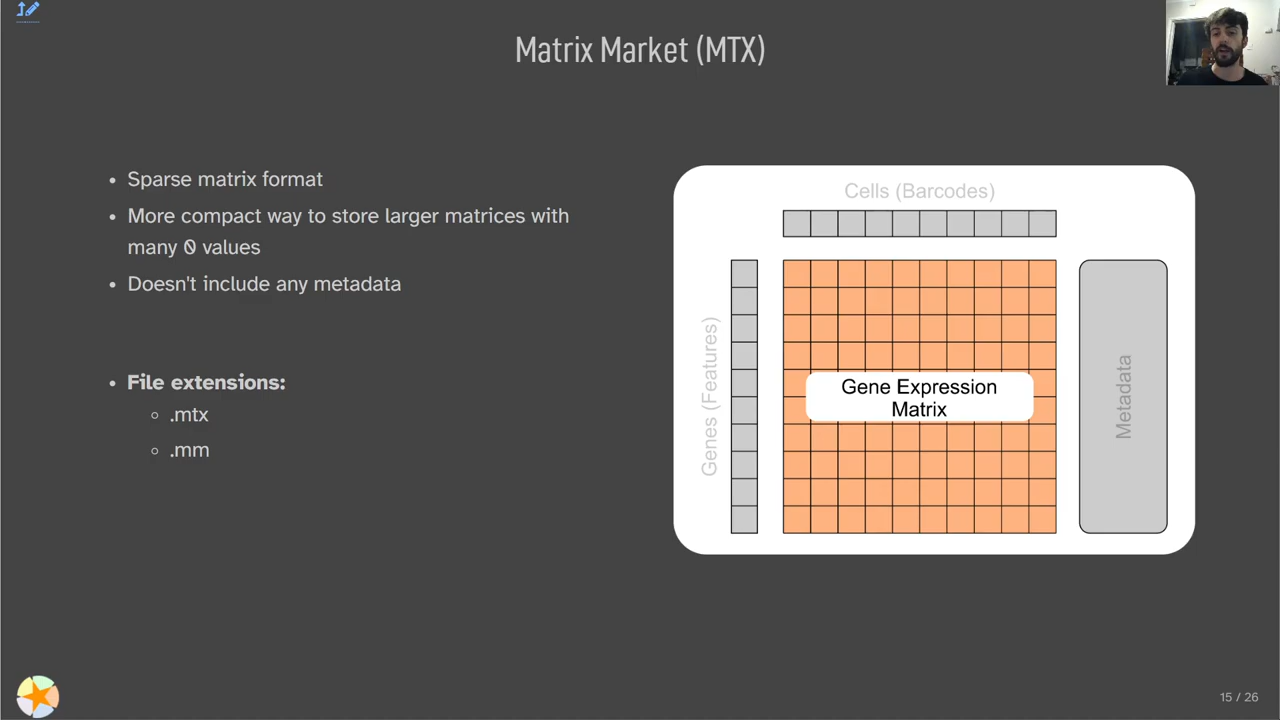 Matrix Market (MTX)
Sparse matrix format
More compact way to store larger matrices with
many 0 values
Doesn't include any metadata
File extensions:
.mtx
.mm
Cells (Barcodes)
Genes (Features)
Gene Expression
Matrix
Metadata
15 / 26